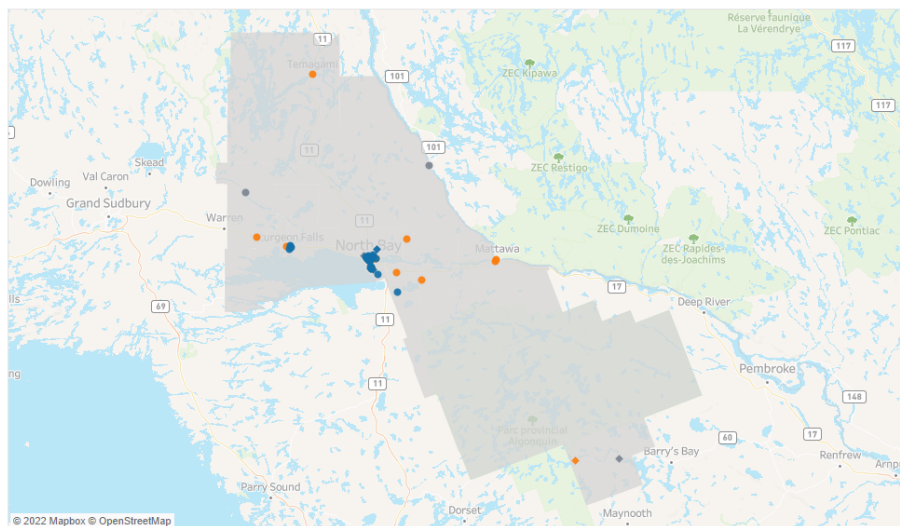 Réserve faunique
La Vérendrye
11
117
Temagami
ZEC Kipawa
101
117
11
101
Skead
Dowling
Val Caron
ZEC Restigo
Grand Sudbury
Warren
11
ZEC Dumoine
ZEC Pontiac
Sturgeon Falls
North Bay
Mattawa
ZEC Rapides-
des-Joachims
17
Deep River
69
11
Pembroke
11
148
Parc provincial
Algonquin
60
17
Barry's Bay
Renfrew
Parry Sound
Dorset
Maynooth
© 2022 Mapbox © OpenStreetMap